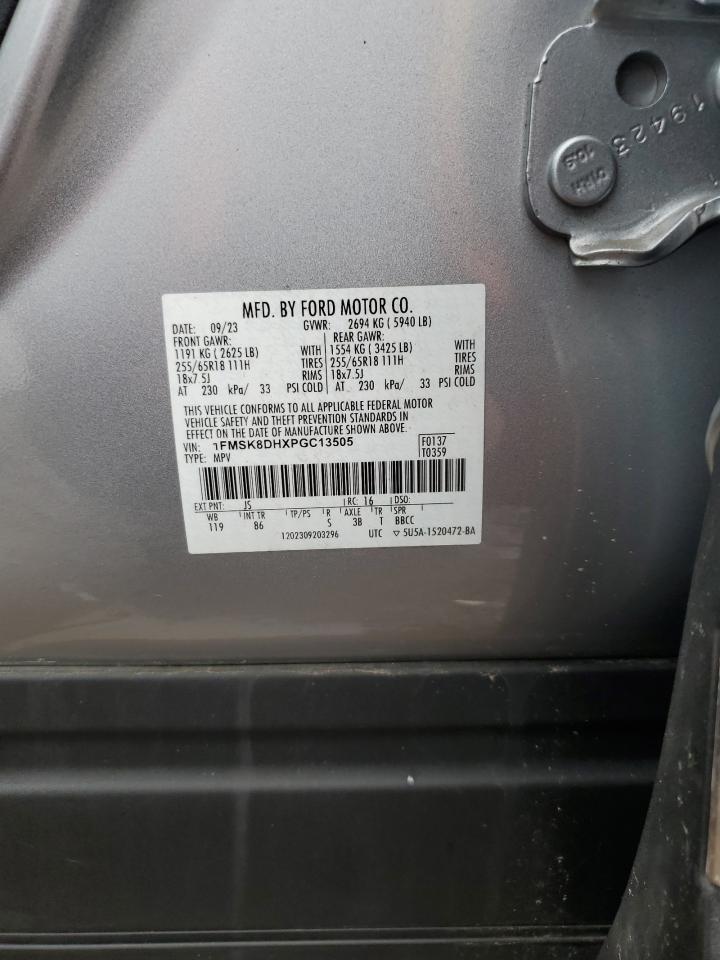 19423
01RH
10.9
MFD. BY FORD MOTOR CO.
DATE: 09/23 GVWR: 2694 KG ( 5940 LB)
FRONT GAWR: REAR GAWR:
1191 KG ( 2625 LB) WITH 1554 KG ( 3425 LB) WITH
255/65R18 111H TIRES 255/65R18 111H TIRES
18x7.5J RIMS 18x7.5J RIMS
AT 230 kPa/ 33 PSI COLD AT 230 kPa/ 33 PSI COLD
THIS VEHICLE CONFORMS TO ALL APPLICABLE FEDERAL MOTOR
VEHICLE SAFETY AND THEFT PREVENTION STANDARDS IN
EFFECT ON THE DATE OF MANUFACTURE SHOWN ABOVE.
VIN: 1FMSK8DHXPGC13505 F0137
TYPE: MPV T0359
EXT PNT: JS RC: 16 DSO:
WB INT TR TP/PS R AXLE TR SPR
119 86 S 3B T BBCC
1202309203296 UTC ▽ 5U5A-1520472-BA